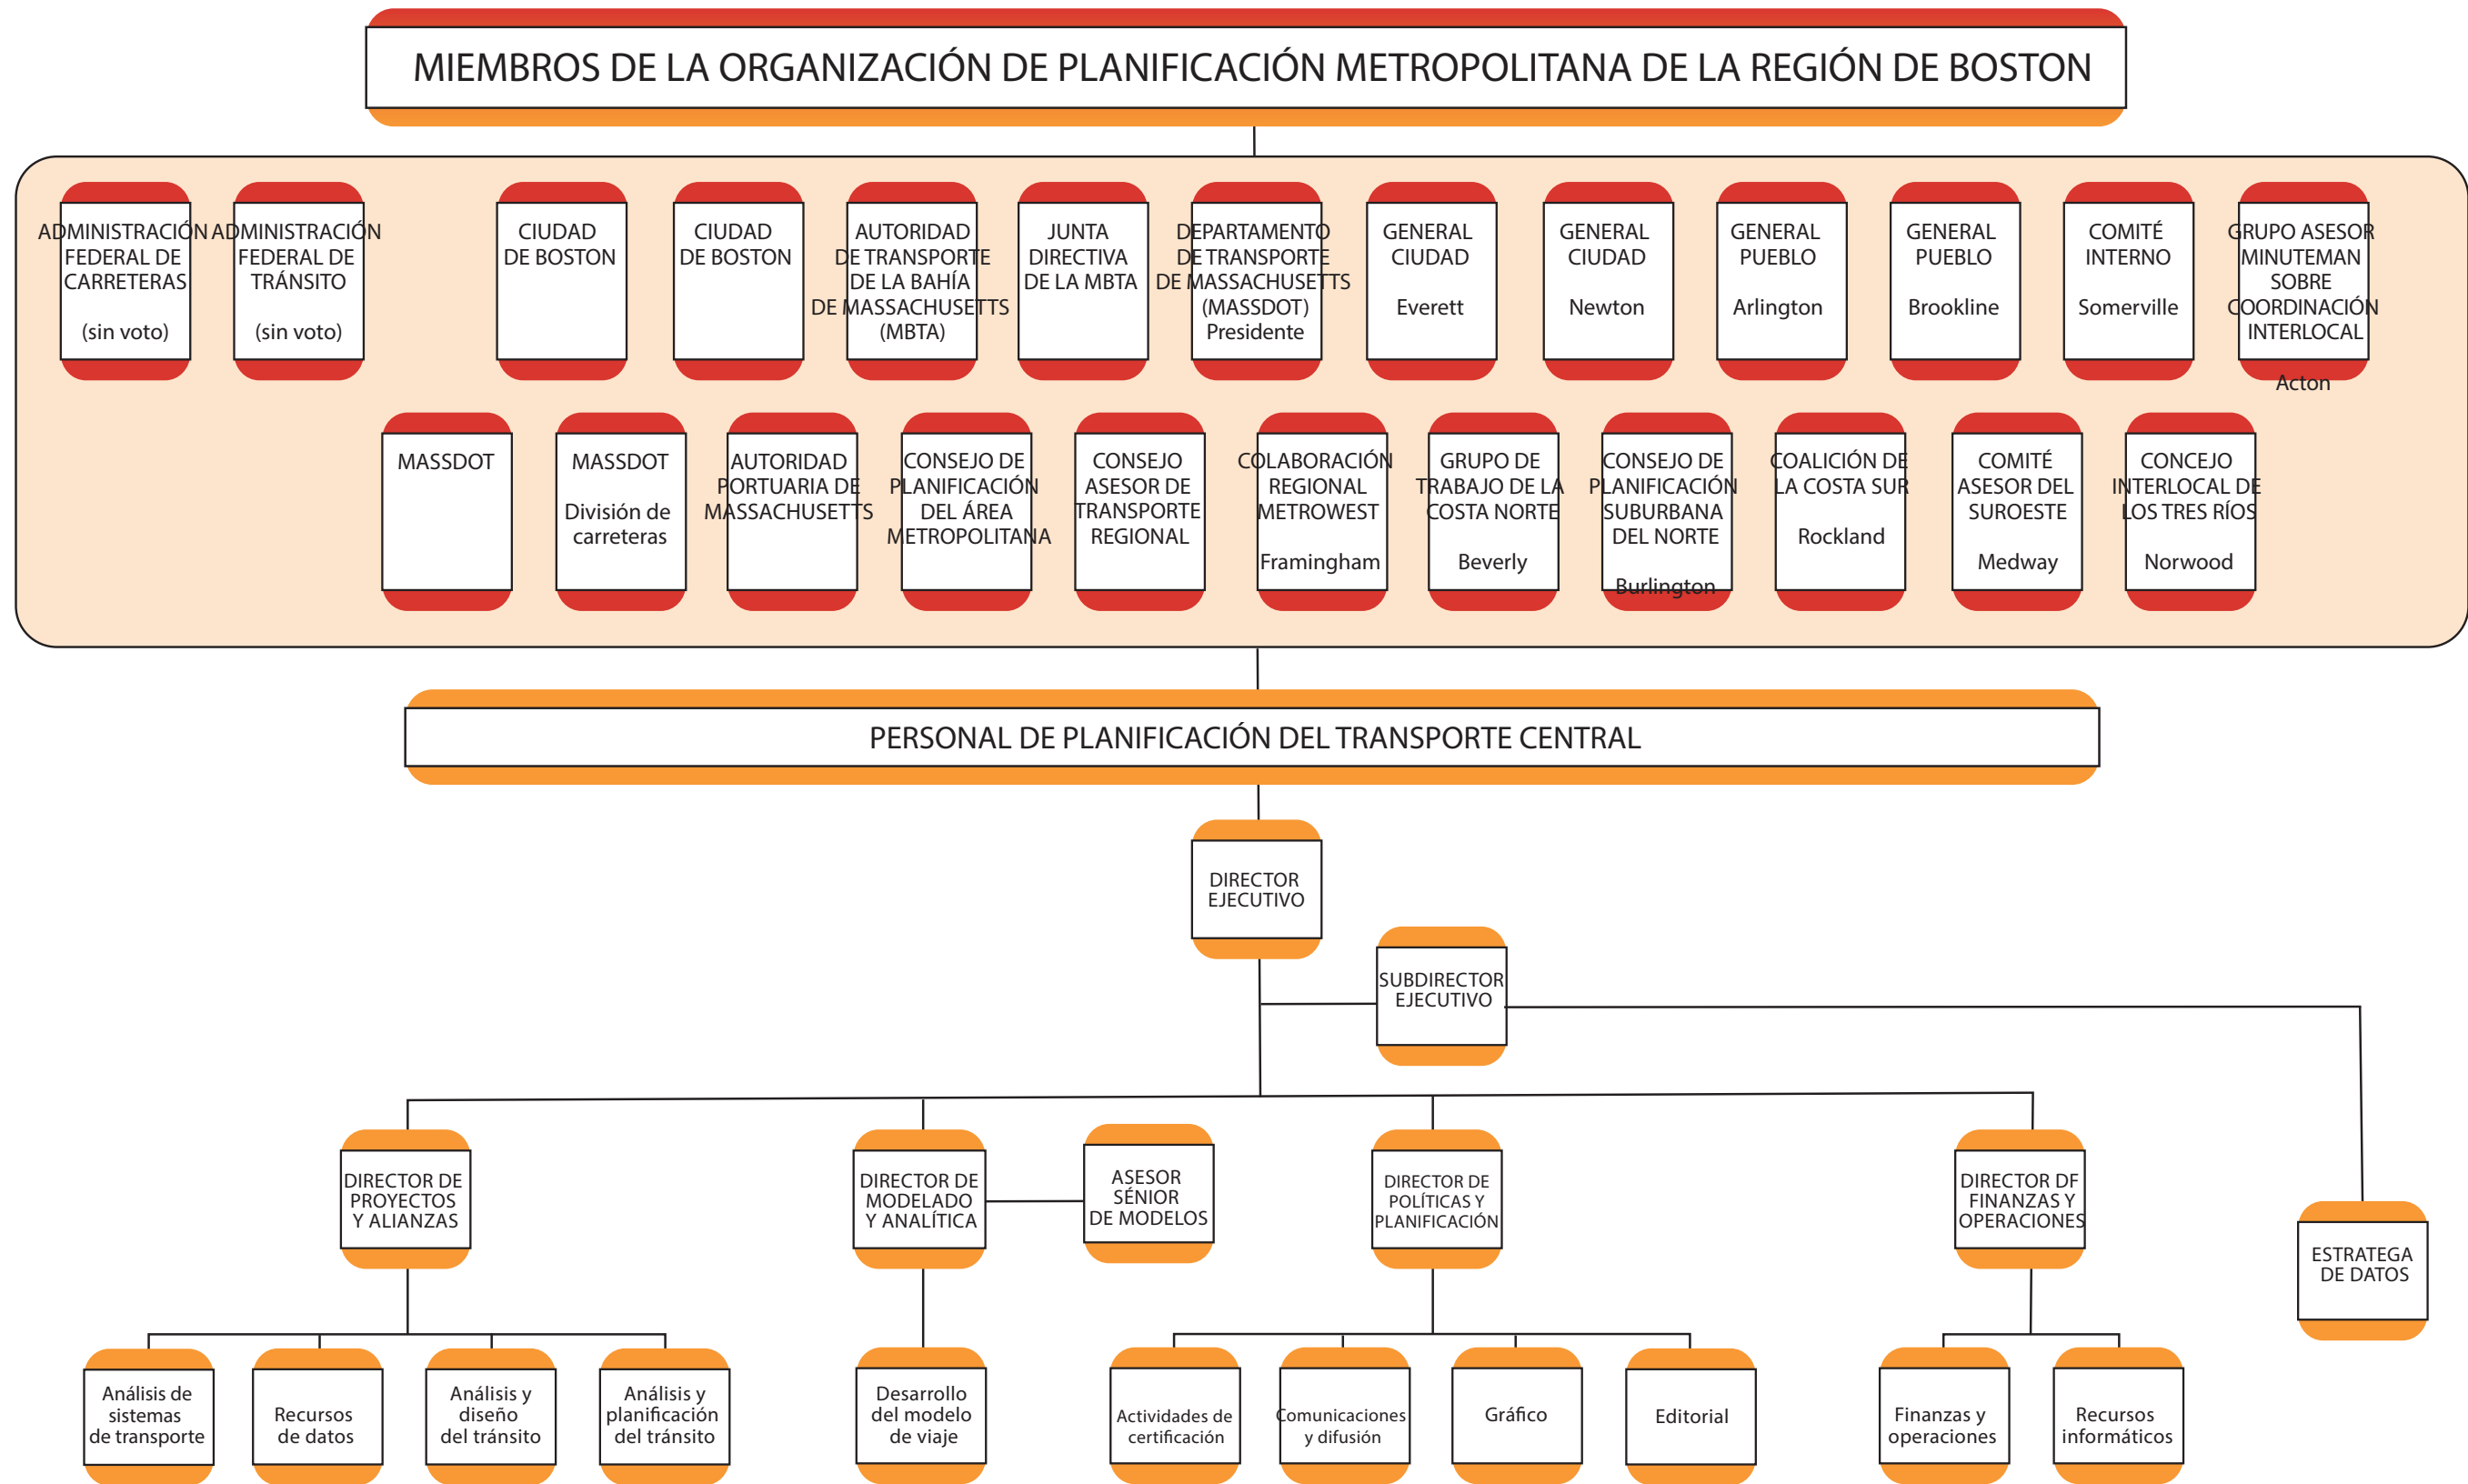 MIEMBROS DE LA ORGANIZACIÓN DE PLANIFICACIÓN METROPOLITANA DE LA REGIÓN DE BOSTON
ADMINISTRACIÓN
FEDERAL DE
CARRETERAS
(sin voto)
ADMINISTRACIÓN
FEDERAL DE
TRÁNSITO
(sin voto)
CIUDAD
DE BOSTON
CIUDAD
DE BOSTON
AUTORIDAD
DE TRANSPORTE
DE LA BAHÍA
DE MASSACHUSETTS
(MBTA)
JUNTA
DIRECTIVA
DE LA MBTA
DEPARTAMENTO
DE TRANSPORTE
DE MASSACHUSETTS
(MASSDOT)
Presidente
GENERAL
CIUDAD
Everett
GENERAL
CIUDAD
Newton
GENERAL
PUEBLO
Arlington
GENERAL
PUEBLO
Brookline
COMITÉ
INTERNO
Somerville
GRUPO ASESOR
MINUTEMAN
SOBRE
COORDINACIÓN
INTERLOCAL
Acton
MASSDOT
MASSDOT
División de
carreteras
AUTORIDAD
PORTUARIA DE
MASSACHUSETTS
CONSEJO DE
PLANIFICACIÓN
DEL ÁREA
METROPOLITANA
CONSEJO
ASESOR DE
TRANSPORTE
REGIONAL
COLABORACIÓN
REGIONAL
METROWEST
Framingham
GRUPO DE
TRABAJO DE LA
COSTA NORTE
Beverly
CONSEJO DE
PLANIFICACIÓN
SUBURBANA
DEL NORTE
Burlington
COALICIÓN DE
LA COSTA SUR
Rockland
COMITÉ
ASESOR DEL
SUROESTE
Medway
CONCEJO
INTERLOCAL DE
LOS TRES RÍOS
Norwood
PERSONAL DE PLANIFICACIÓN DEL TRANSPORTE CENTRAL
DIRECTOR
EJECUTIVO
SUBDIRECTOR
EJECUTIVO
DIRECTOR DE
PROYECTOS
Y ALIANZAS
DIRECTOR DE
MODELADO
Y ANALÍTICA
ASESOR
SÉNIOR
DE MODELOS
DIRECTOR DE
POLÍTICAS Y
PLANIFICACIÓN
DIRECTOR DF
FINANZAS Y
OPERACIONES
ESTRATEGA
DE DATOS
Análisis de
sistemas
de transporte
Recursos
de datos
Análisis y
diseño
del tránsito
Análisis y
planificación
del tránsito
Desarrollo
del modelo
de viaje
Actividades de
certificación
Comunicaciones
y difusión
Gráfico
Editorial
Finanzas y
operaciones
Recursos
informáticos